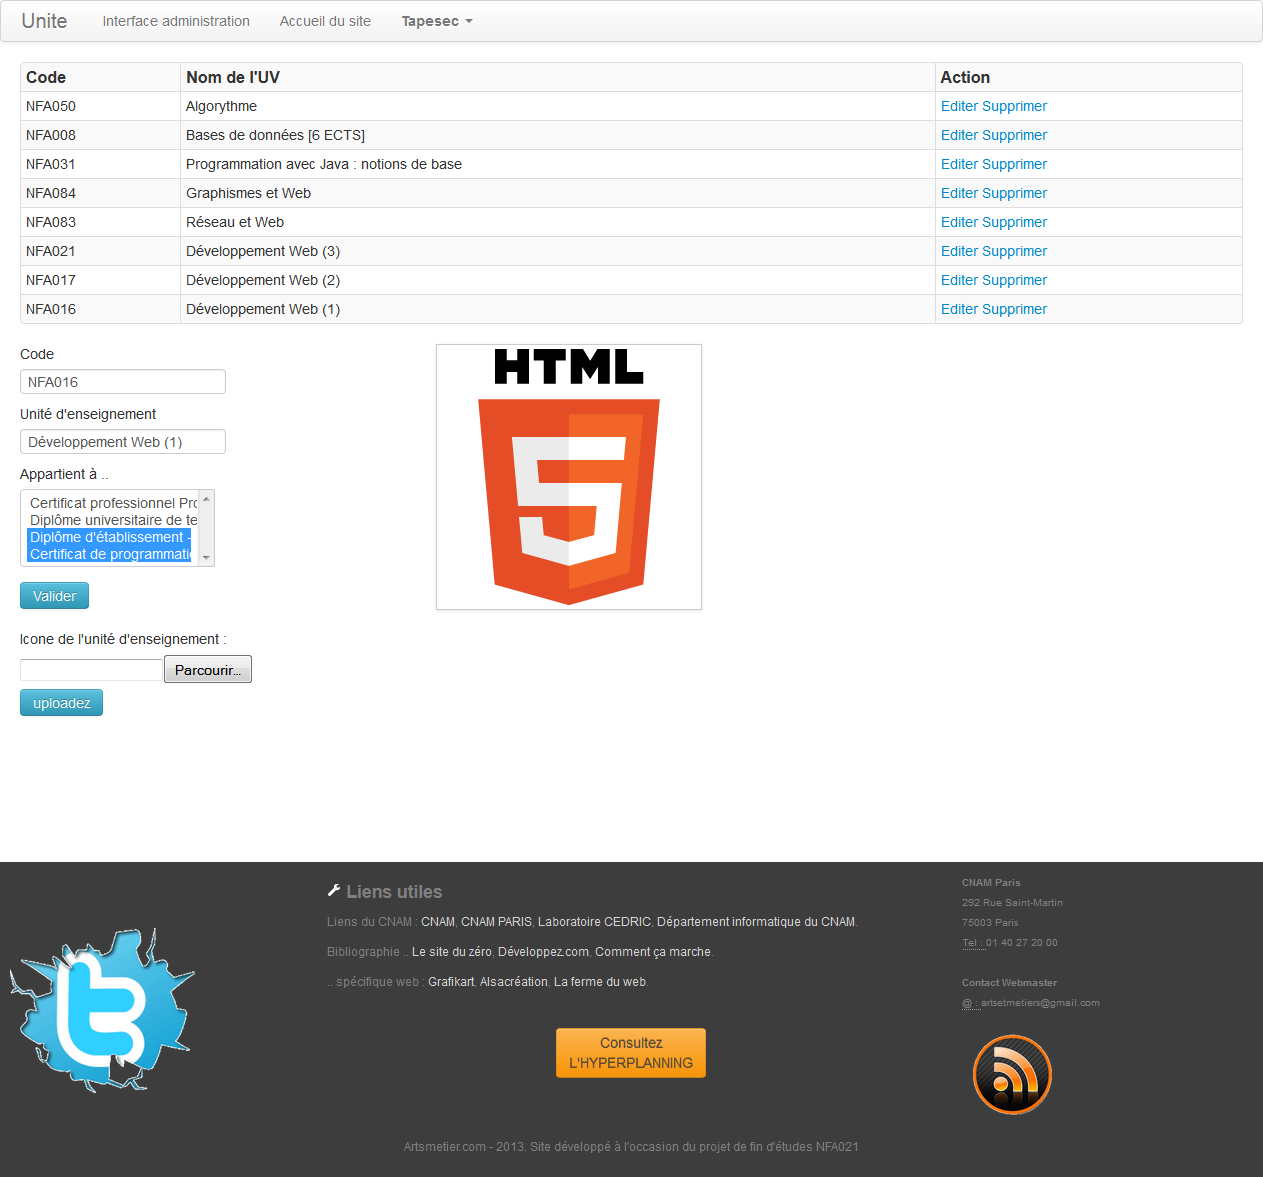 Unite Interface administration Accueil du site Tapesec
Code Nom de l'UV Action
NFA050 Algorythme Editer Supprimer
NFA008 Bases de données [6 ECTS] Editer Supprimer
NFA031 Programmation avec Java : notions de base Editer Supprimer
NFA084 Graphismes et Web Editer Supprimer
NFA083 Réseau et Web Editer Supprimer
NFA021 Développement Web (3) Editer Supprimer
NFA017 Développement Web (2) Editer Supprimer
NFA016 Développement Web (1) Editer Supprimer
Code
NFA016
Unité d'enseignement
Développement Web (1)
Appartient à ..
Certificat professionnel Pro
Diplôme universitaire de te
Diplôme d'établissement -
Certificat de programmati
Valider
HTML
5
Icone de l'unité d'enseignement :
Parcourir...
uploadez
Liens utiles
Liens du CNAM : CNAM, CNAM PARIS, Laboratoire CEDRIC, Département informatique du CNAM.
Bibliographie .. Le site du zéro, Développez.com, Comment ça marche
.. spécifique web : Grafikart, Alsacréation, La ferme du web.
Consultez
L'HYPERPLANNING
CNAM Paris
292 Rue Saint-Martin
75003 Paris
Tel : 01 40 27 20 00
Contact Webmaster
@ : artsetmetiers@gmail.com
Artsmetier.com - 2013. Site développé à l'occasion du projet de fin d'études NFA021